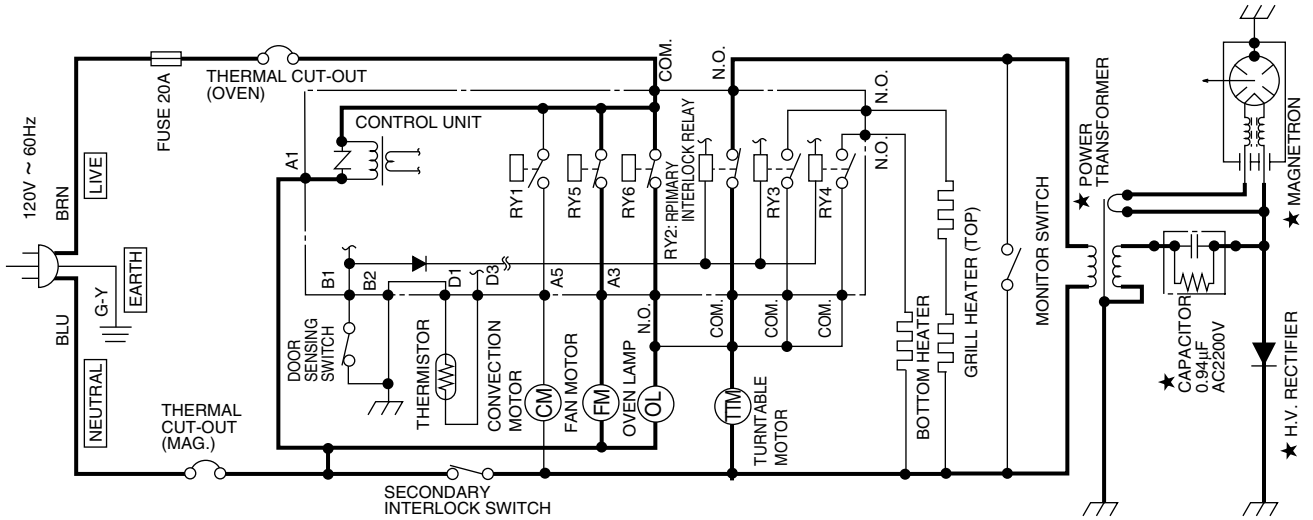 120V ~ 60Hz
BRN
LIVE
G-Y
EARTH
BLU
NEUTRAL
FUSE 20A
THERMAL CUT-OUT
(OVEN)
THERMAL
CUT-OUT
(MAG.)
SECONDARY
INTERLOCK SWITCH
A1
CONTROL UNIT
COM.
N.O.
N.O.
N.O.
RY1
RY5
RY6
RY2: RPIMARY
INTERLOCK RELAY
RY3
RY4
B1
B2
D1
D3
A5
A3
N.O.
COM.
COM.
COM.
DOOR
SENSING
SWITCH
THERMISTOR
CONVECTION
MOTOR
CM
FAN MOTOR
FM
OVEN LAMP
OL
TURNTABLE
MOTOR
TTM
BOTTOM HEATER
GRILL HEATER (TOP)
MONITOR SWITCH
★ POWER
TRANSFORMER
★ CAPACITOR
0.94µF
AC2200V
★ MAGNETRON
★ H.V. RECTIFIER